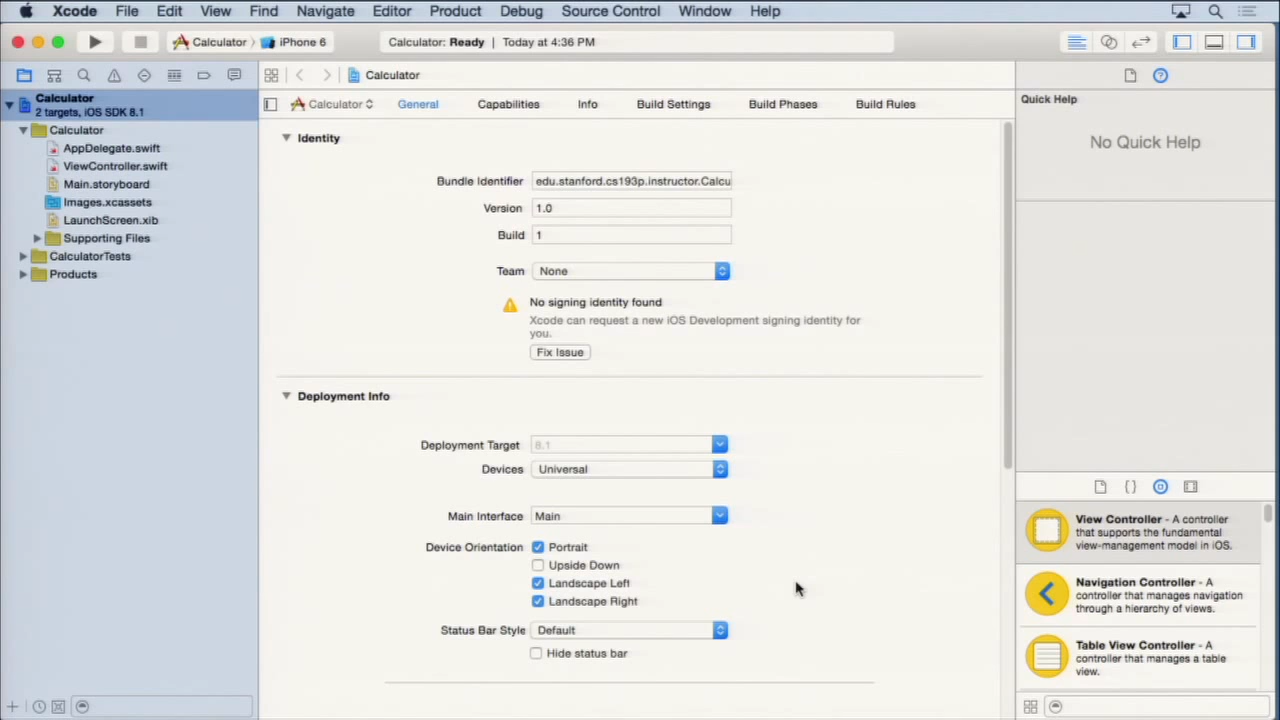 Xcode File Edit View Find Navigate Editor Product Debug Source Control Window Help
Calculator iPhone 6 Calculator: Ready | Today at 4:36 PM
Calculator
Calculator
2 targets, iOS SDK 8.1
Calculator
AppDelegate.swift
ViewController.swift
Main.storyboard
Images.xcassets
LaunchScreen.xib
Supporting Files
CalculatorTests
Products
Calculator General Capabilities Info Build Settings Build Phases Build Rules
Identity
Bundle Identifier edu.stanford.cs193p.instructor.Calcu
Version 1.0
Build 1
Team None
No signing identity found
Xcode can request a new iOS Development signing identity for
you.
Fix Issue
Deployment Info
Deployment Target 8.1
Devices Universal
Main Interface Main
Device Orientation Portrait
Upside Down
Landscape Left
Landscape Right
Status Bar Style Default
Hide status bar
Quick Help
No Quick Help
View Controller - A controller
that supports the fundamental
view-management model in iOS.
Navigation Controller - A
controller that manages navigation
through a hierarchy of views.
Table View Controller - A
controller that manages a table
view.